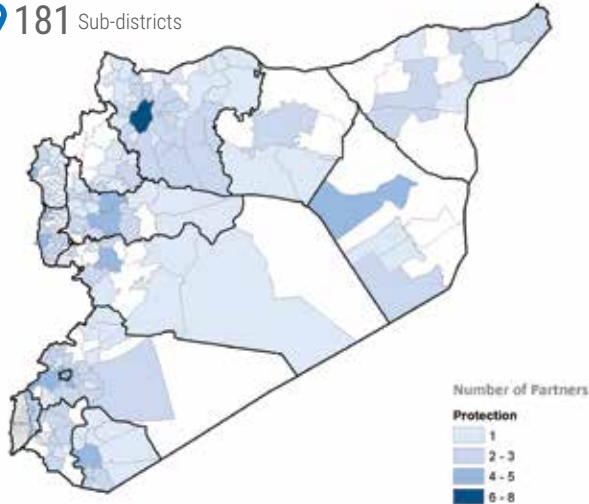 181 Sub-districts
Number of Partners
Protection
1
2 - 3
4 - 5
6 - 8